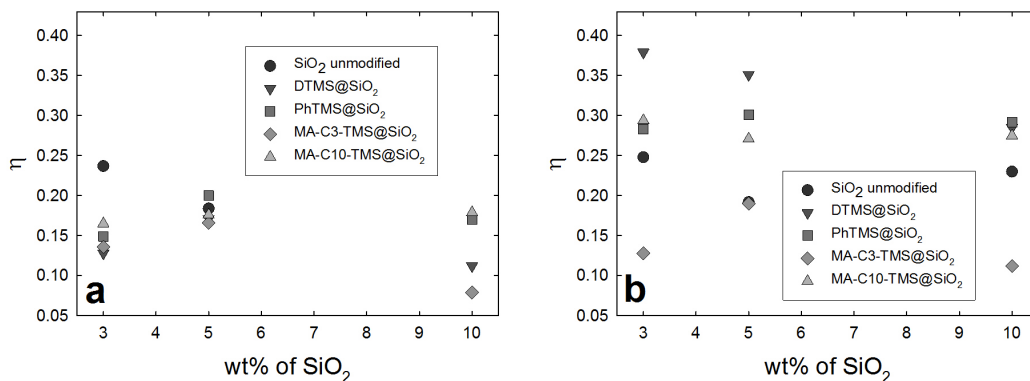 0.40
0.35
0.30
0.25
0.20
0.15
0.10
0.05
η
SiO2 unmodified
DTMS@SiO2
PhTMS@SiO2
MA-C3-TMS@SiO2
MA-C10-TMS@SiO2
a
3 4 5 6 7 8 9 10
wt% of SiO2
0.40
0.35
0.30
0.25
0.20
0.15
0.10
0.05
η
SiO2 unmodified
DTMS@SiO2
PhTMS@SiO2
MA-C3-TMS@SiO2
MA-C10-TMS@SiO2
b
3 4 5 6 7 8 9 10
wt% of SiO2